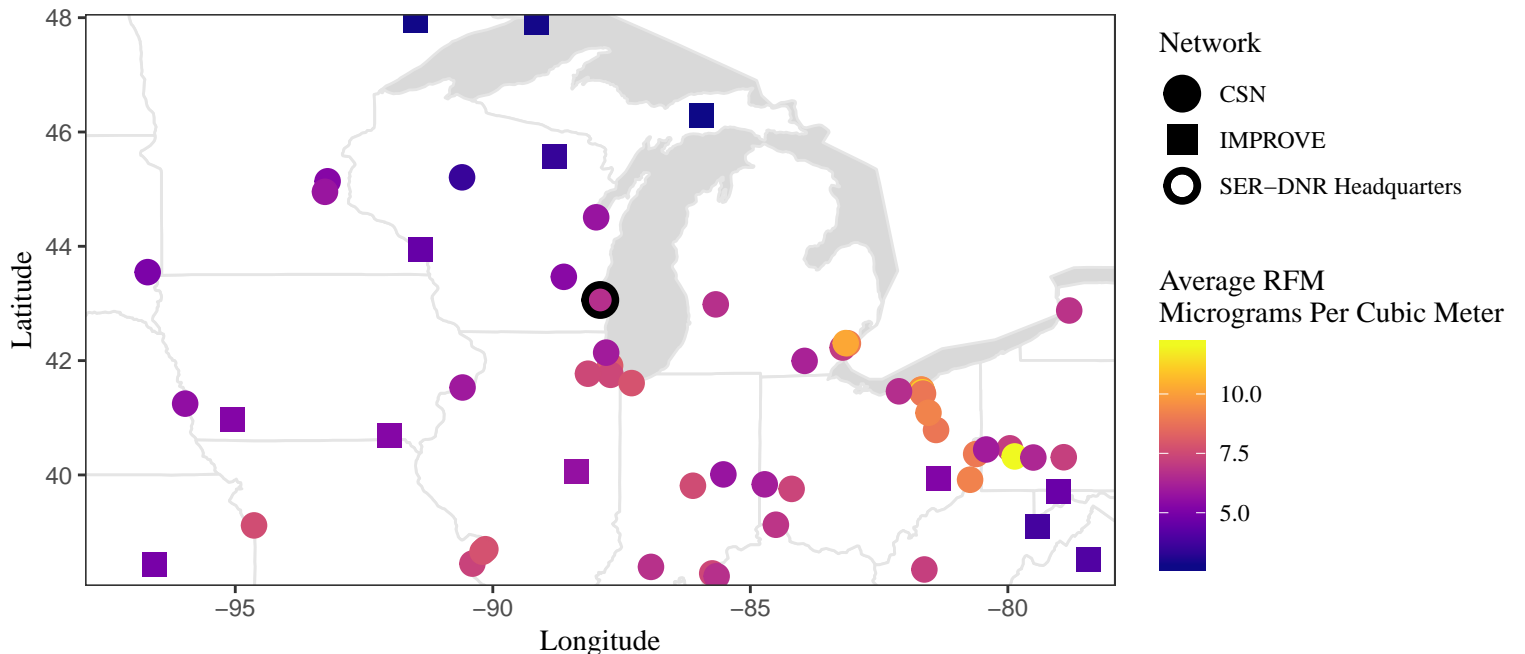 48
46
44
42
40
Latitude
−95
−90
−85
−80
Longitude
Network
CSN
IMPROVE
SER−DNR Headquarters
Average RFM
Micrograms Per Cubic Meter
10.0
7.5
5.0